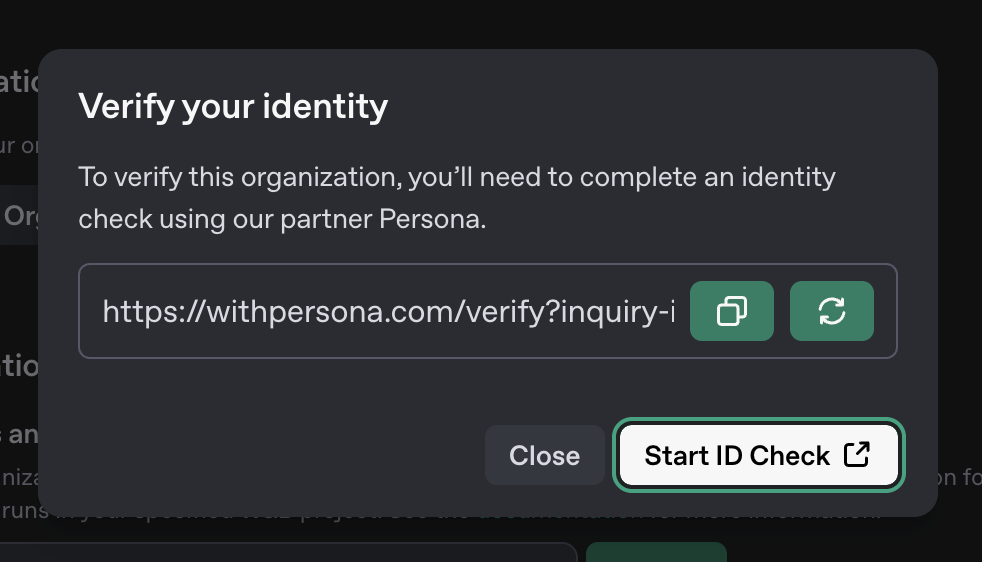 Verify your identity
To verify this organization, you’ll need to complete an identity
check using our partner Persona.
https://withpersona.com/verify?inquiry-i
Close
Start ID Check